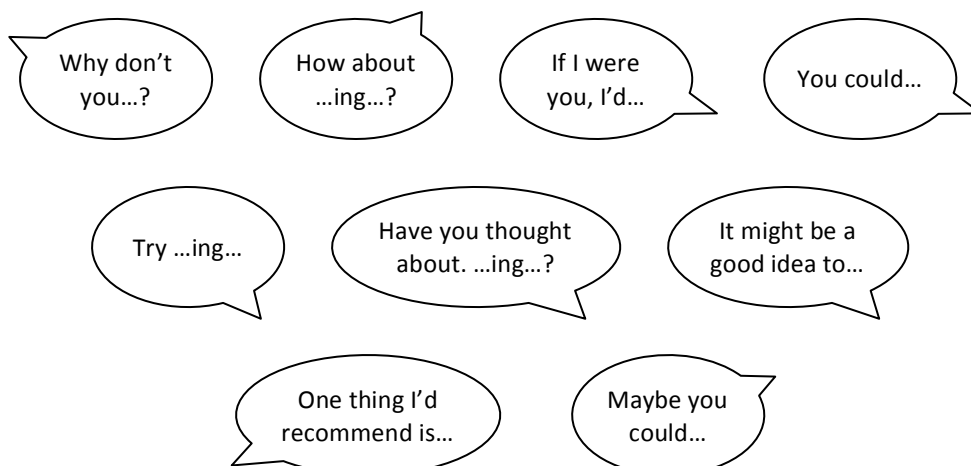 Why don’t
you…?
How about
…ing…?
If I were
you, I’d…
You could…
Try …ing…
Have you thought
about. …ing…?
It might be a
good idea to…
One thing I’d
recommend is…
Maybe you
could…